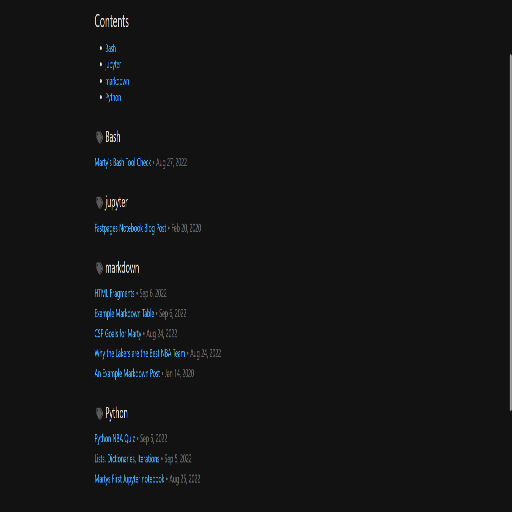 Contents
Bash
jupyter
markdown
Python
Bash
Marty's Bash Tool Check • Aug 27, 2022
jupyter
Fastpages Notebook Blog Post • Feb 20, 2020
markdown
HTML Fragments • Sep 6, 2022
Example Markdown Table • Sep 6, 2022
CSP Goals for Marty • Aug 24, 2022
Why the Lakers are the Best NBA Team • Aug 24, 2022
An Example Markdown Post • Jan 14, 2020
Python
Python NBA Quiz • Sep 5, 2022
Lists, Dictionaries, Iterations • Sep 5, 2022
Martys First Jupyter notebook • Aug 25, 2022